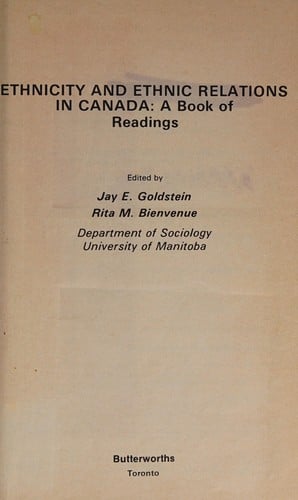 ETHNICITY AND ETHNIC RELATIONS
IN CANADA: A Book of
Readings
Edited by
Jay E. Goldstein
Rita M. Bienvenue
Department of Sociology
University of Manitoba
Butterworths
Toronto